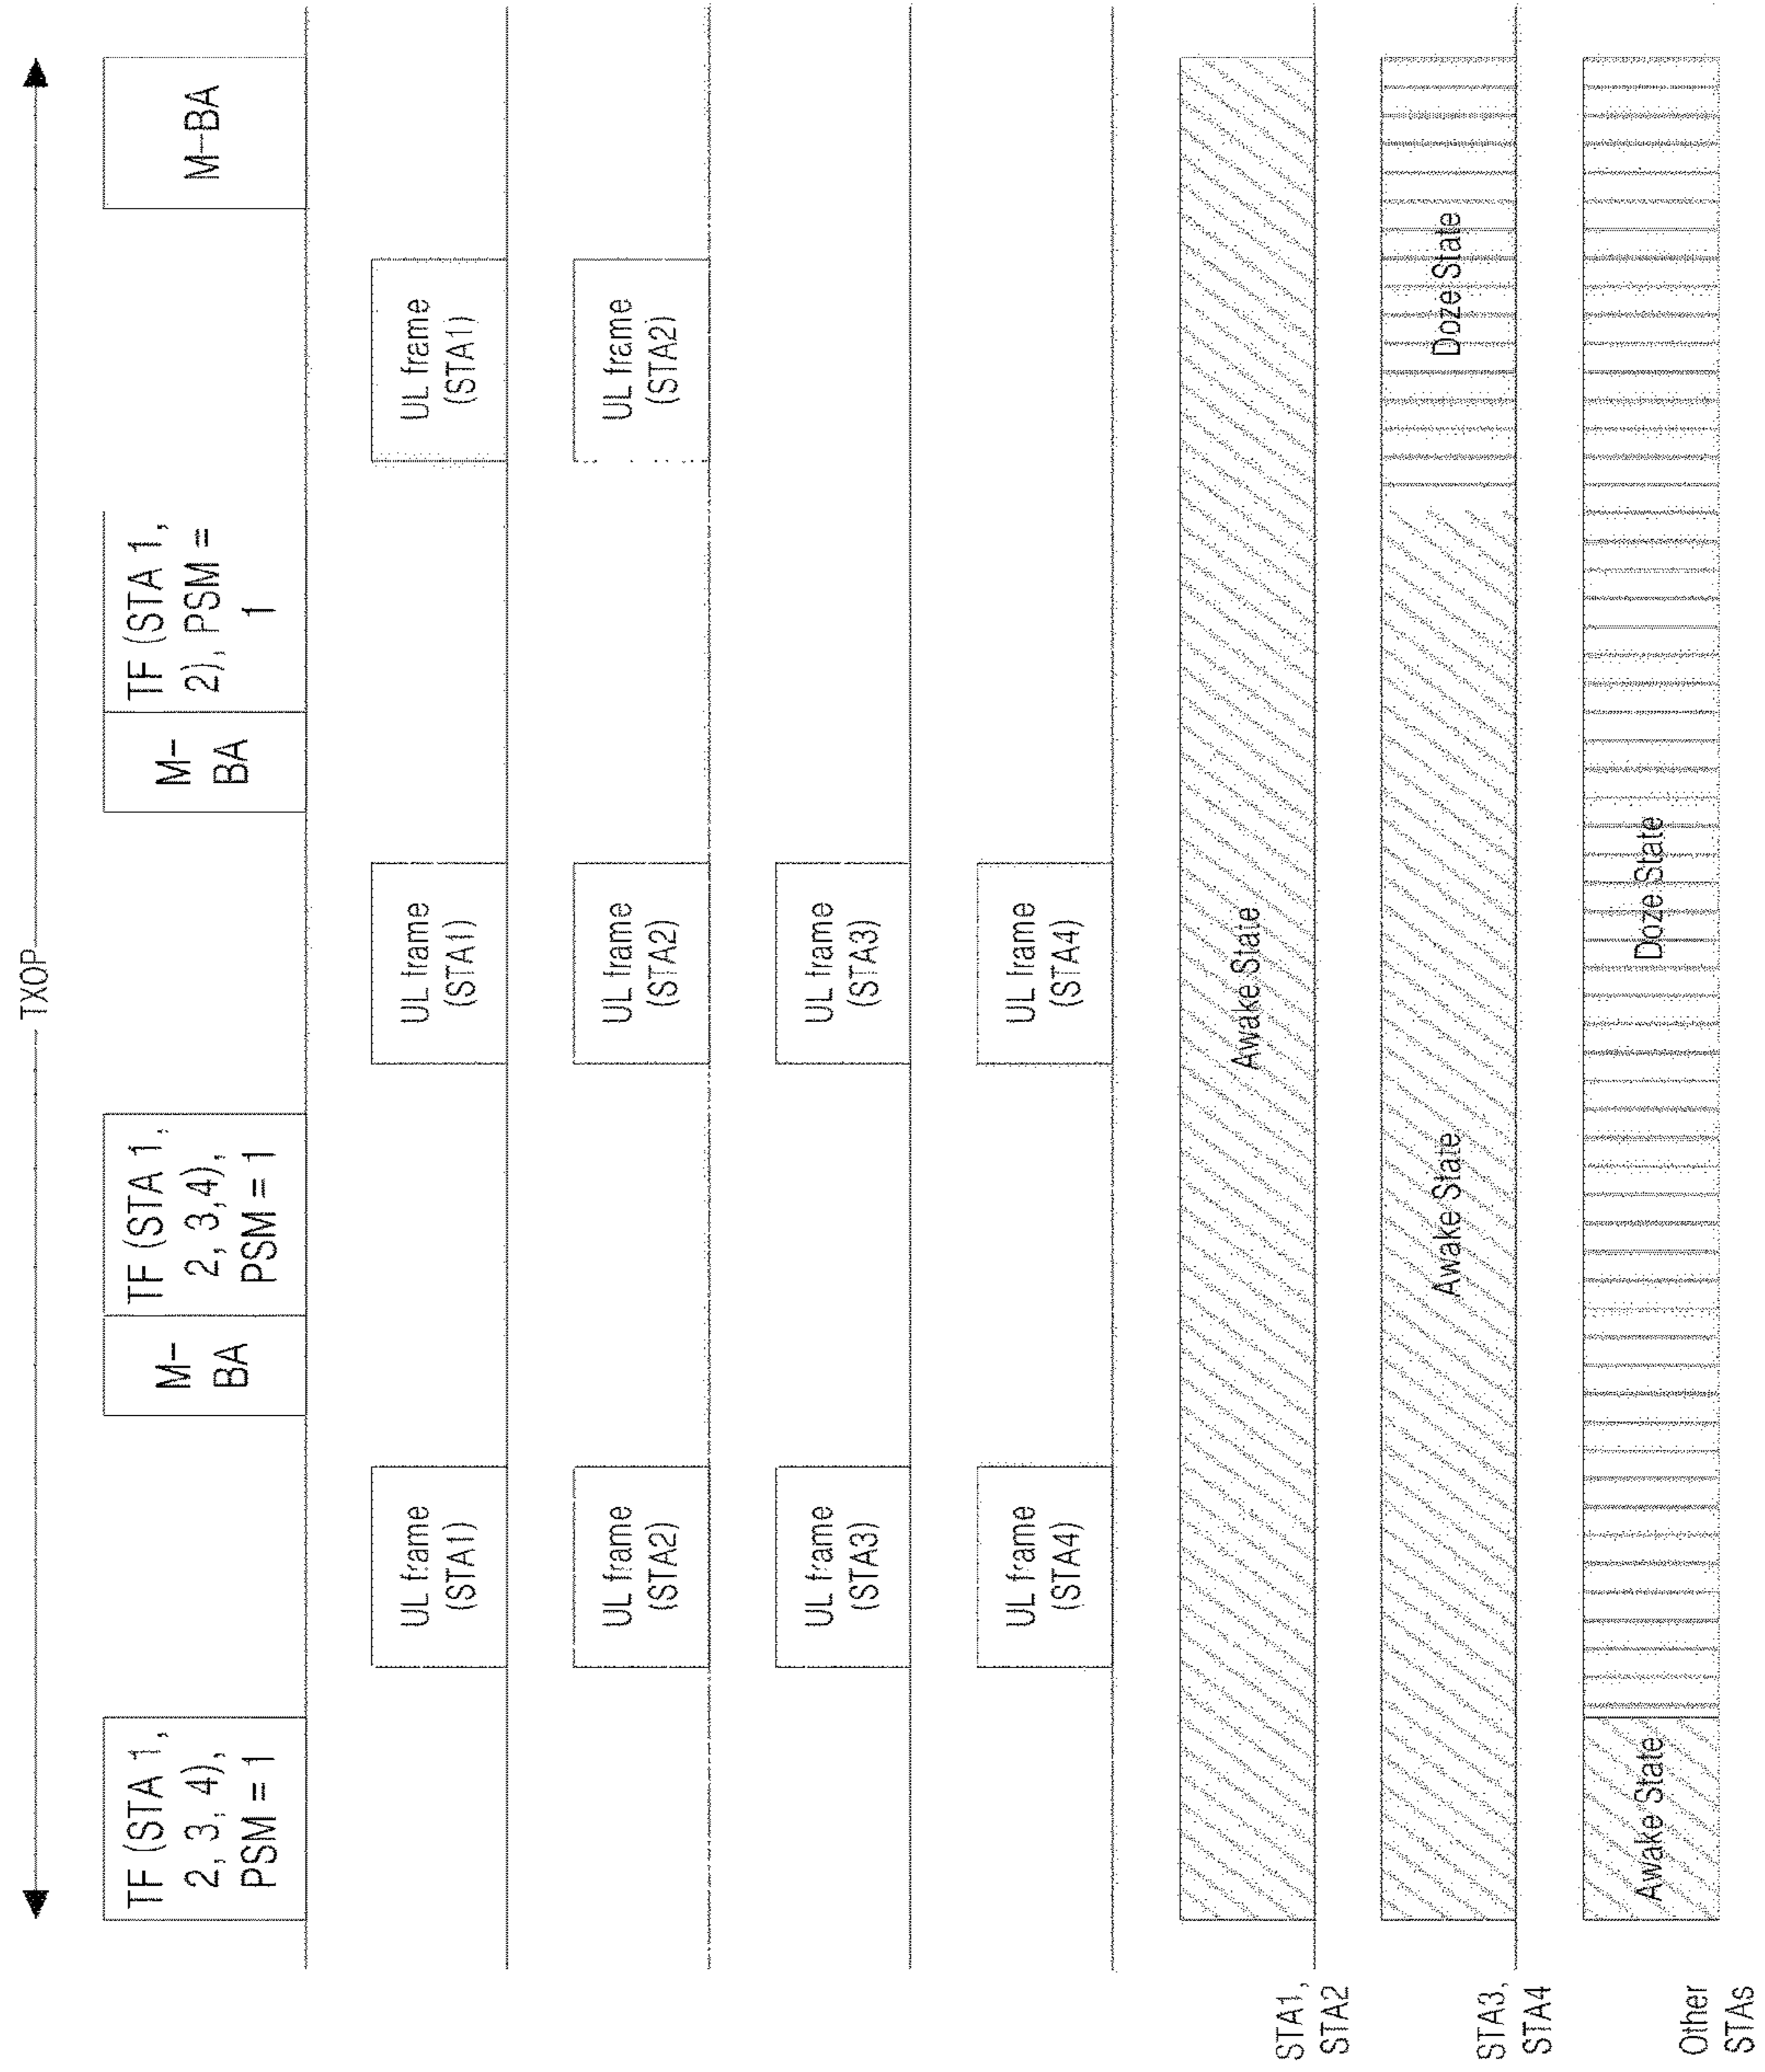 TXOP
TF (STA 1,
2, 3, 4),
PSM = 1
M-
BA
TF (STA 1,
2, 3,4),
PSM = 1
M-
BA
TF (STA 1,
2), PSM =
1
M-BA
UL frame
(STA1)
UL frame
(STA1)
UL frame
(STA1)
UL frame
(STA2)
UL frame
(STA2)
UL frame
(STA2)
UL frame
(STA3)
UL frame
(STA3)
UL frame
(STA4)
UL frame
(STA4)
STA1,
STA2
Awake State
STA3,
STA4
Awake State
Doze State
Other
STAs
Awake State
Doze State